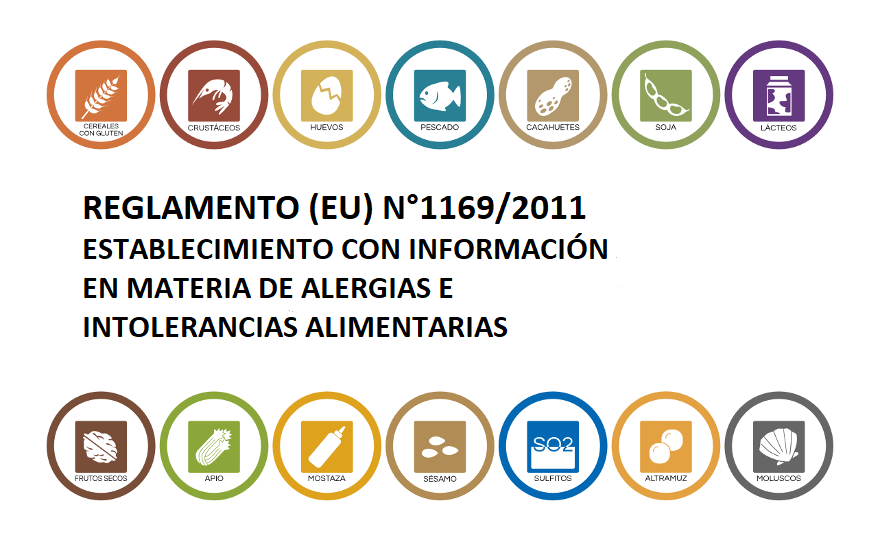 CEREALES
CON GLUTEN
CRUSTÁCEOS
HUEVOS
PESCADO
CACAHUETES
SOJA
LÁCTEOS
REGLAMENTO (EU) N°1169/2011
ESTABLECIMIENTO CON INFORMACIÓN
EN MATERIA DE ALERGIAS E
INTOLERANCIAS ALIMENTARIAS
FRUTOS SECOS
APIO
MOSTAZA
SÉSAMO
SO2
SULFITOS
ALTRAMUZ
MOLUSCOS